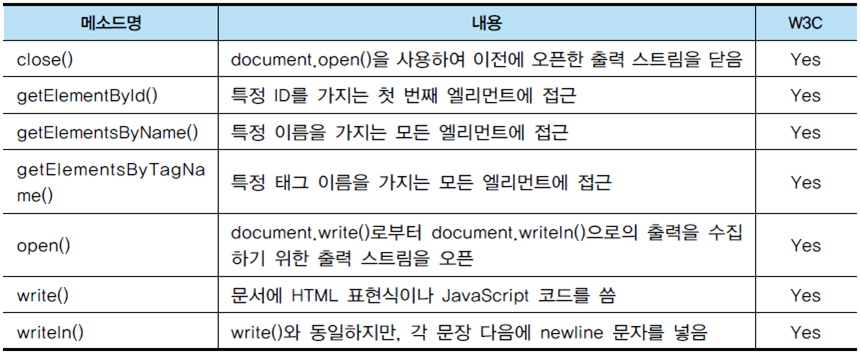 메소드명 내용 W3C
close() document.open()을 사용하여 이전에 오픈한 출력 스트림을 닫음 Yes
getElementById() 특정 ID를 가지는 첫 번째 엘리먼트에 접근 Yes
getElementsByName() 특정 이름을 가지는 모든 엘리먼트에 접근 Yes
getElementsByTagNa
me() 특정 태그 이름을 가지는 모든 엘리먼트에 접근 Yes
open() document.write()로부터 document.writeln()으로의 출력을 수집
하기 위한 출력 스트림을 오픈 Yes
write() 문서에 HTML 표현식이나 JavaScript 코드를 씀 Yes
writeln() write()와 동일하지만, 각 문장 다음에 newline 문자를 넣음 Yes